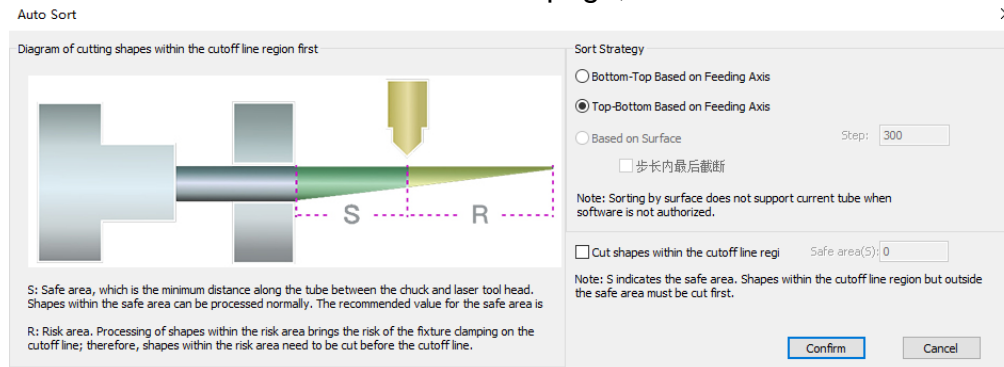 Auto Sort
Diagram of cutting shapes within the cutoff line region first
S
R
S: Safe area, which is the minimum distance along the tube between the chuck and laser tool head.
Shapes within the safe area can be processed normally. The recommended value for the safe area is
R: Risk area. Processing of shapes within the risk area brings the risk of the fixture clamping on the
cutoff line; therefore, shapes within the risk area need to be cut before the cutoff line.
Sort Strategy
Bottom-Top Based on Feeding Axis
Top-Bottom Based on Feeding Axis
Based on Surface Step: 300
步长内最后截断
Note: Sorting by surface does not support current tube when
software is not authorized.
Cut shapes within the cutoff line regi Safe area(S): 0
Note: S indicates the safe area. Shapes within the cutoff line region but outside
the safe area must be cut first.
Confirm Cancel